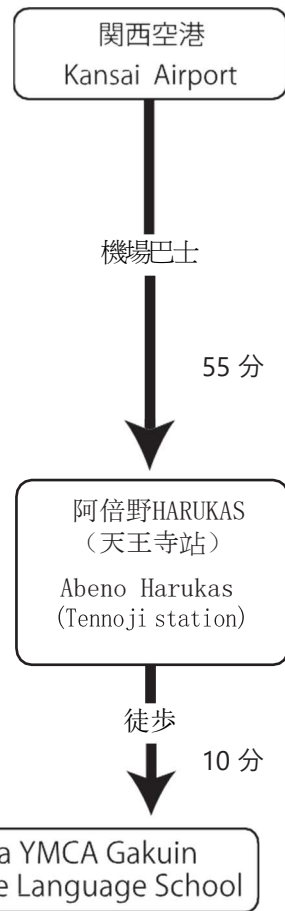 関西空港
Kansai Airport
機場巴士
55 分
阿倍野HARUKAS
（天王寺站）
Abeno Harukas
(Tennoji station)
徒步
10 分
a YMCA Gakuin
e Language School